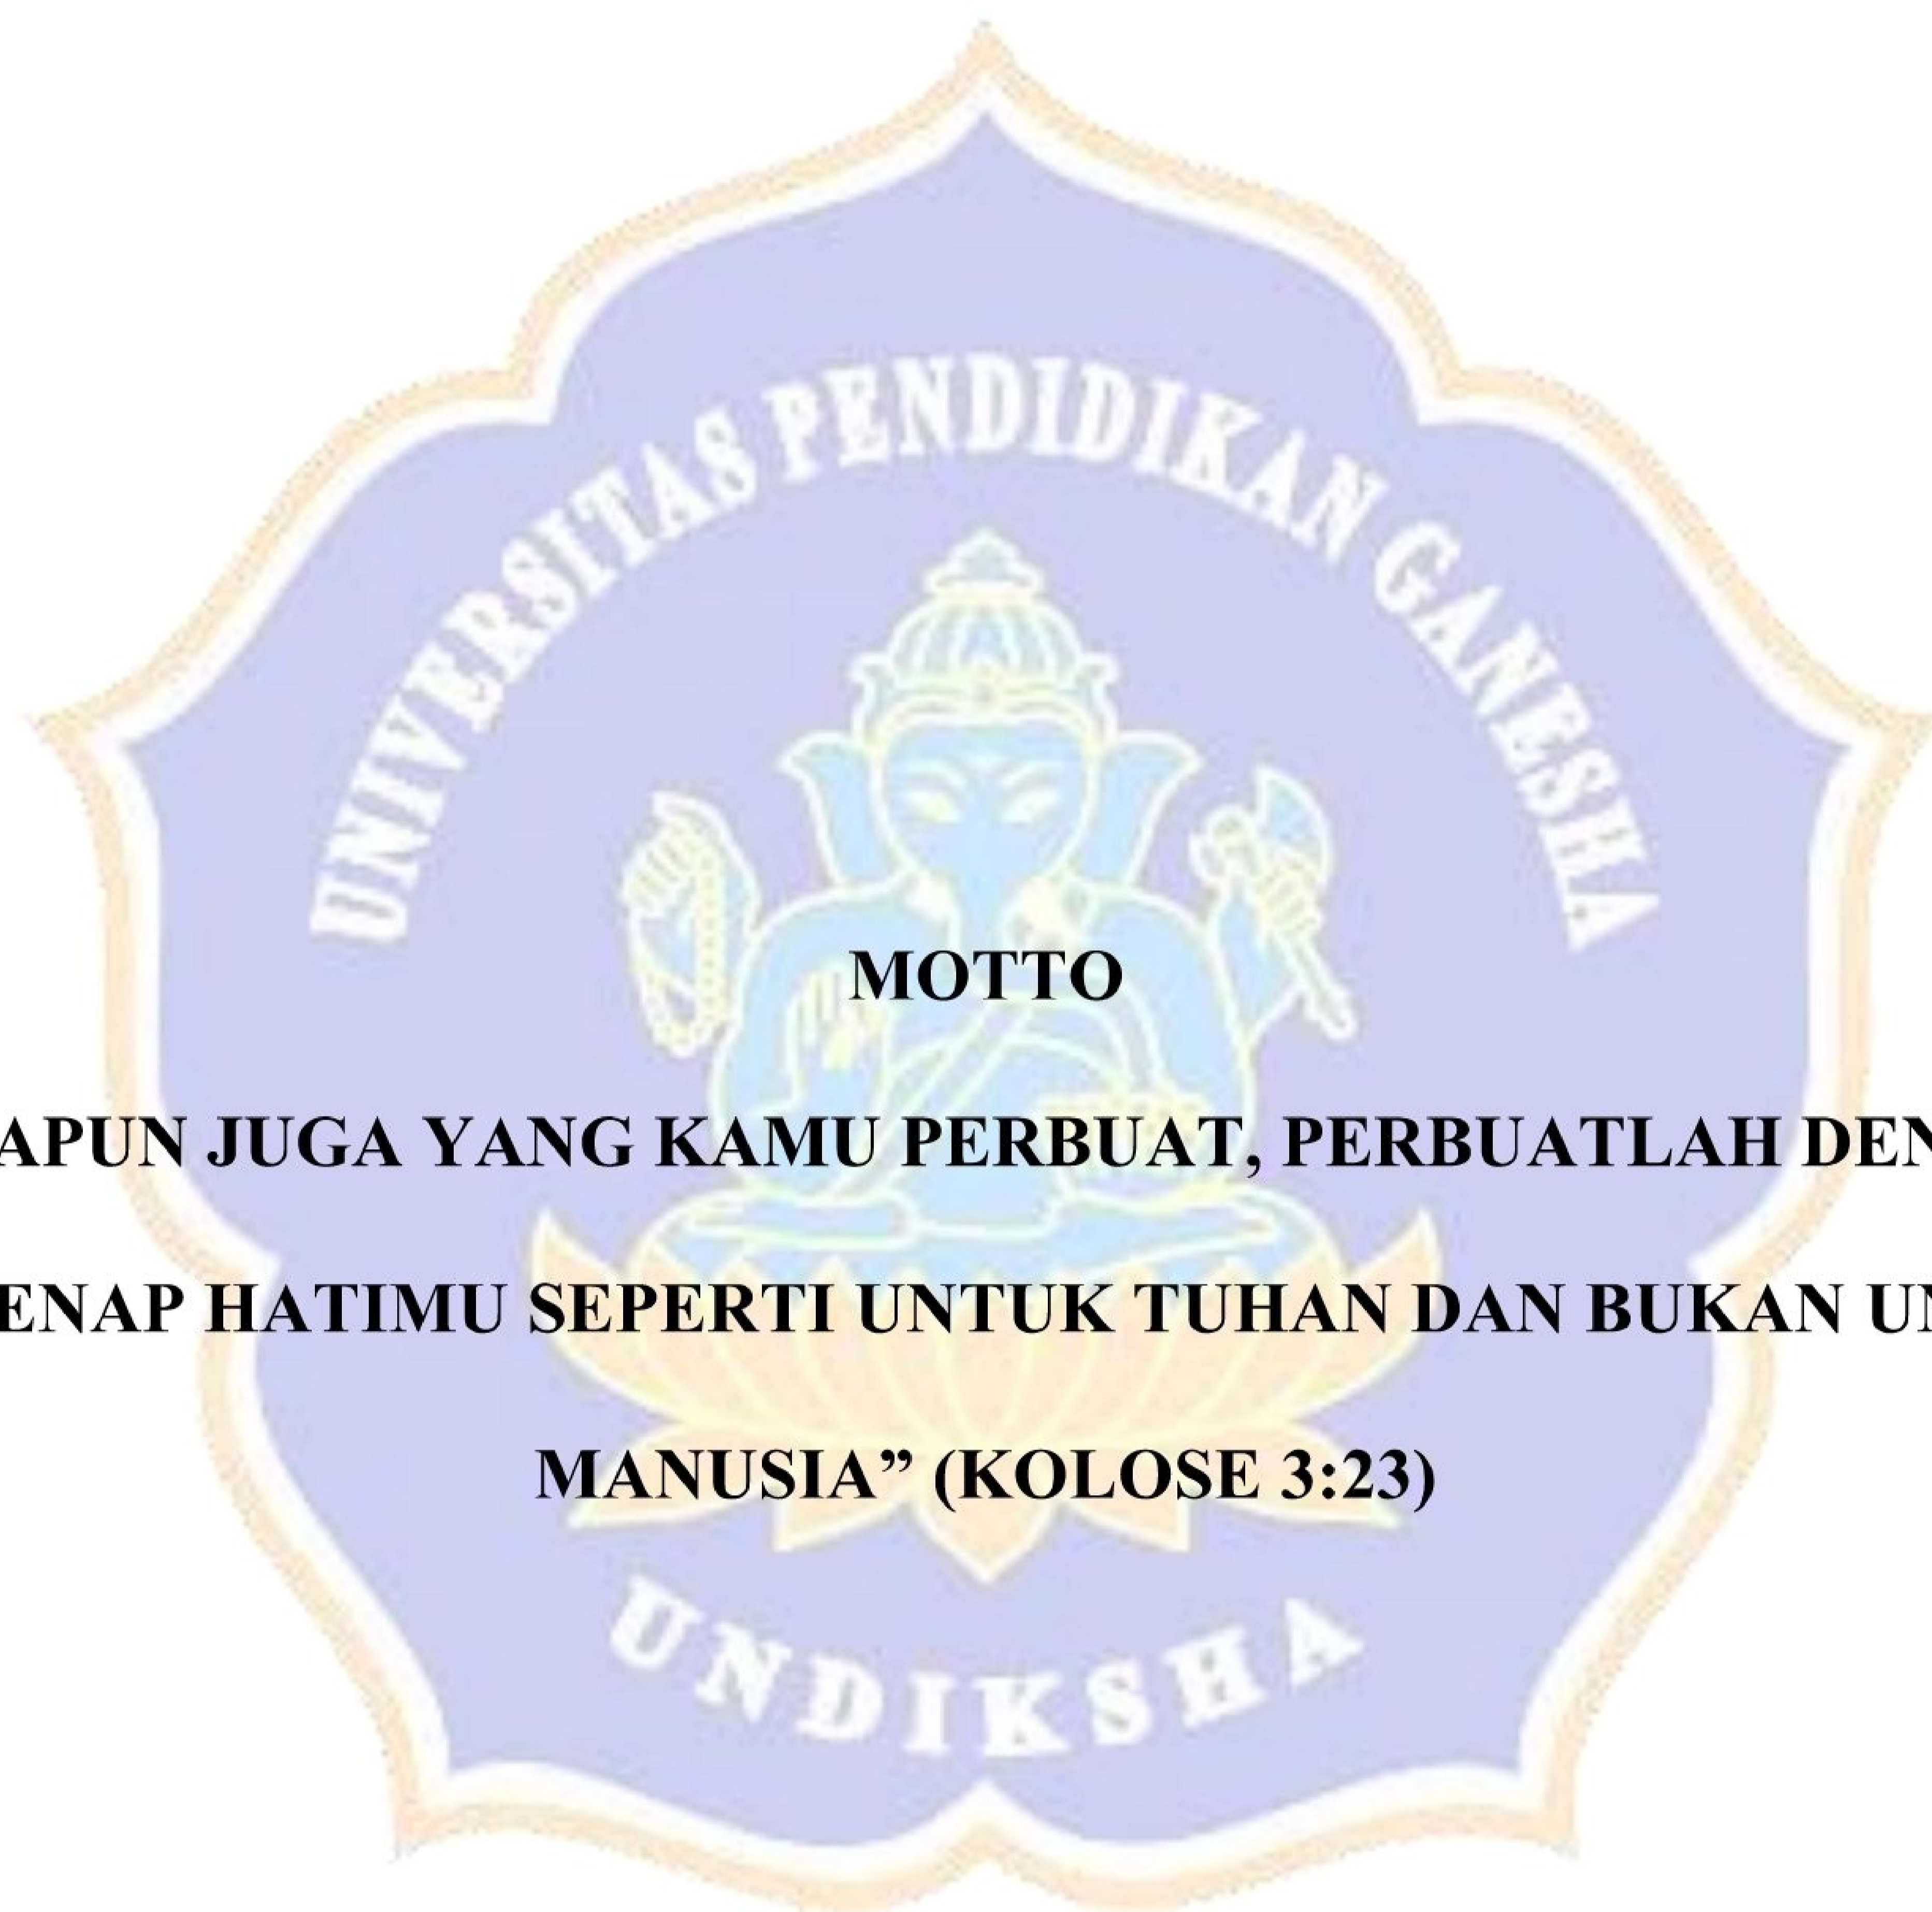 UNIVERSITAS PENDIDIKAN GANESHA
MOTTO
APUN JUGA YANG KAMU PERBUAT, PERBUATLAH DEN
ENAP HATIMU SEPERTI UNTUK TUHAN DAN BUKAN UN
MANUSIA” (KOLOSE 3:23)
UNDIKSHA